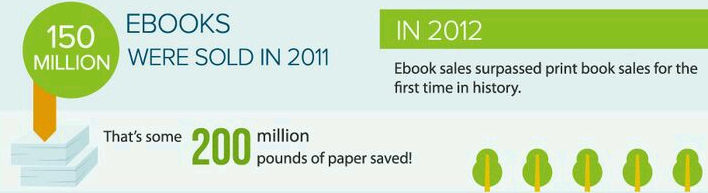 150
MILLION
EBOOKS
WERE SOLD IN 2011
IN 2012
Ebook sales surpassed print book sales for the
first time in history.
That's some 200 million
pounds of paper saved!